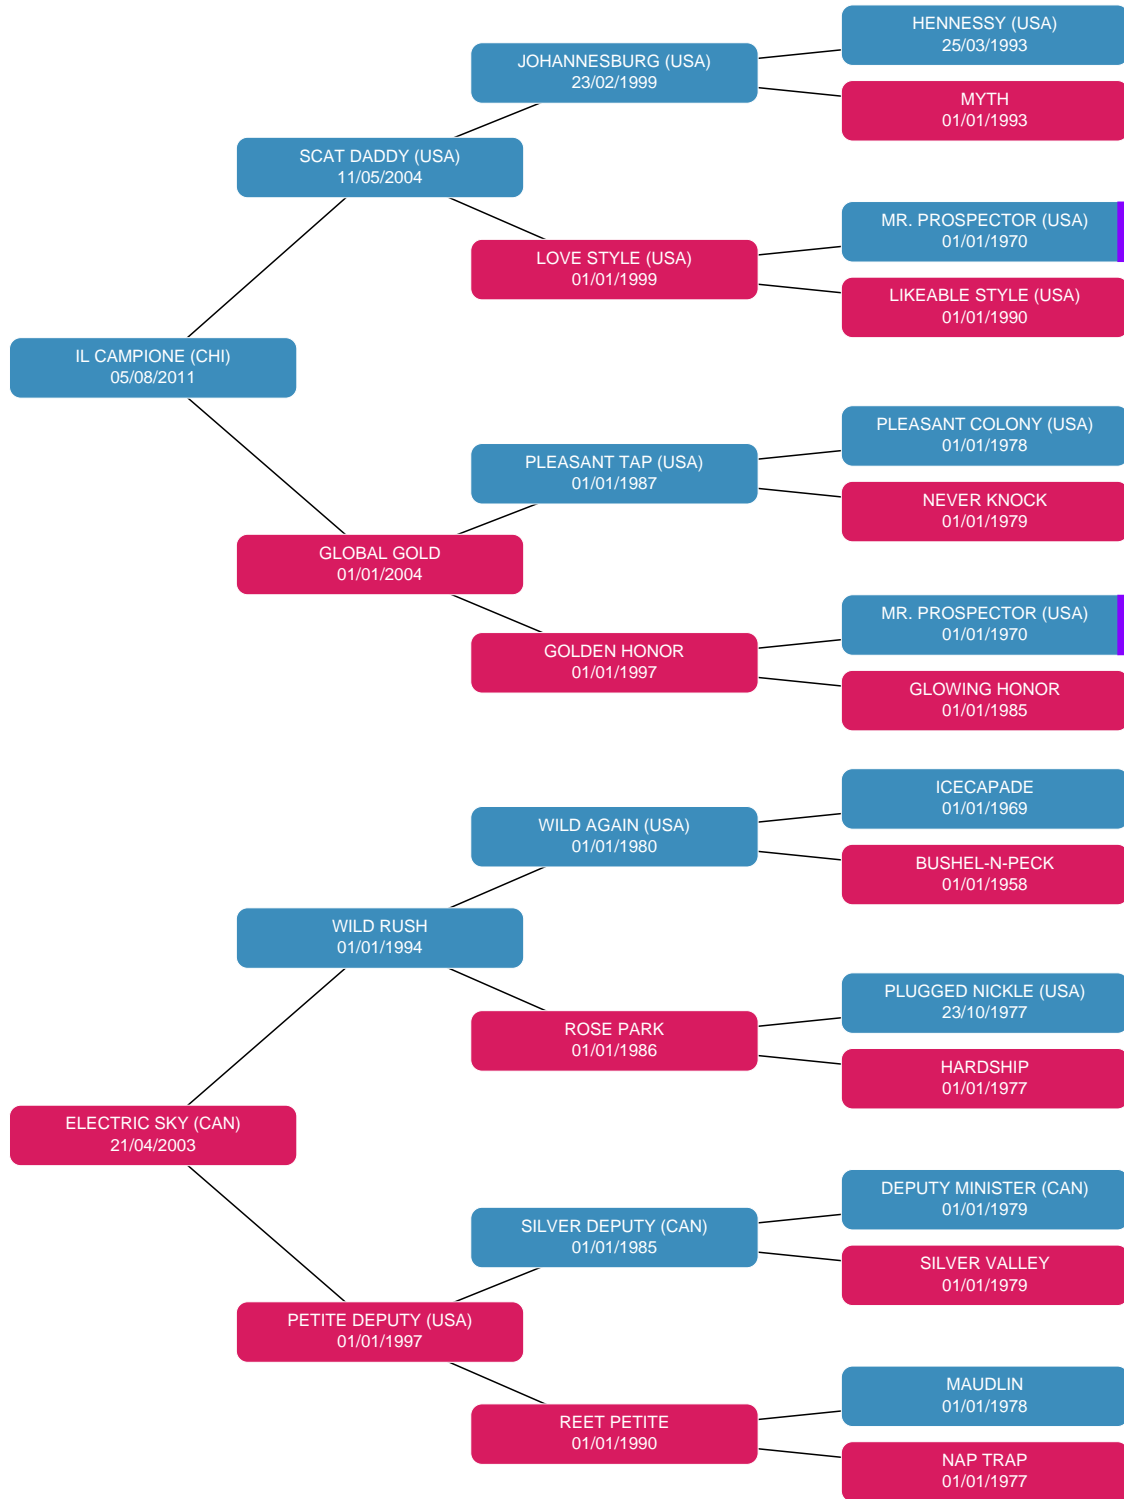 HENNESSY (USA)
25/03/1993
JOHANNESBURG (USA)
23/02/1999
MYTH
01/01/1993
SCAT DADDY (USA)
11/05/2004
MR. PROSPECTOR (USA)
01/01/1970
LOVE STYLE (USA)
01/01/1999
LIKEABLE STYLE (USA)
01/01/1990
IL CAMPIONE (CHI)
05/08/2011
PLEASANT COLONY (USA)
01/01/1978
PLEASANT TAP (USA)
01/01/1987
NEVER KNOCK
01/01/1979
GLOBAL GOLD
01/01/2004
MR. PROSPECTOR (USA)
01/01/1970
GOLDEN HONOR
01/01/1997
GLOWING HONOR
01/01/1985
ICECAPADE
01/01/1969
WILD AGAIN (USA)
01/01/1980
BUSHEL-N-PECK
01/01/1958
WILD RUSH
01/01/1994
PLUGGED NICKLE (USA)
23/10/1977
ROSE PARK
01/01/1986
HARDSHIP
01/01/1977
ELECTRIC SKY (CAN)
21/04/2003
DEPUTY MINISTER (CAN)
01/01/1979
SILVER DEPUTY (CAN)
01/01/1985
SILVER VALLEY
01/01/1979
PETITE DEPUTY (USA)
01/01/1997
MAUDLIN
01/01/1978
REET PETITE
01/01/1990
NAP TRAP
01/01/1977